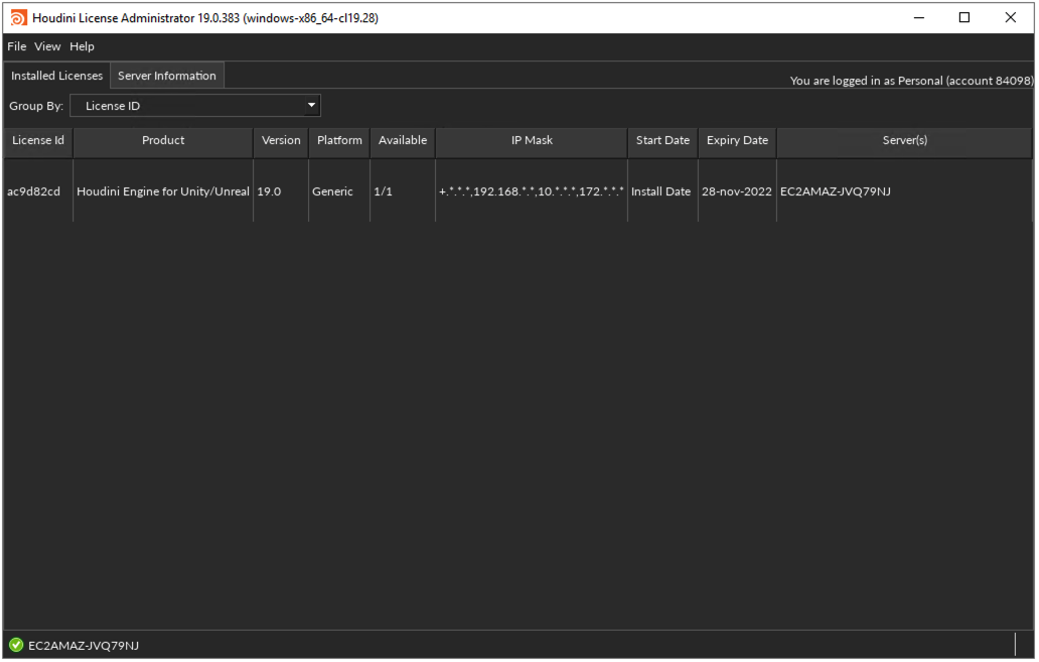 Houdini License Administrator 19.0.383 (windows-x86_64-cl19.28)
File View Help
Installed Licenses Server Information
You are logged in as Personal (account 84098)
Group By: License ID
License Id Product Version Platform Available IP Mask Start Date Expiry Date Server(s)
ac9d82cd Houdini Engine for Unity/Unreal 19.0 Generic 1/1 +.*.*.*,192.168.*.*,10.*.*.*,172.*.*.* Install Date 28-nov-2022 EC2AMAZ-JVQ79NJ
EC2AMAZ-JVQ79NJ